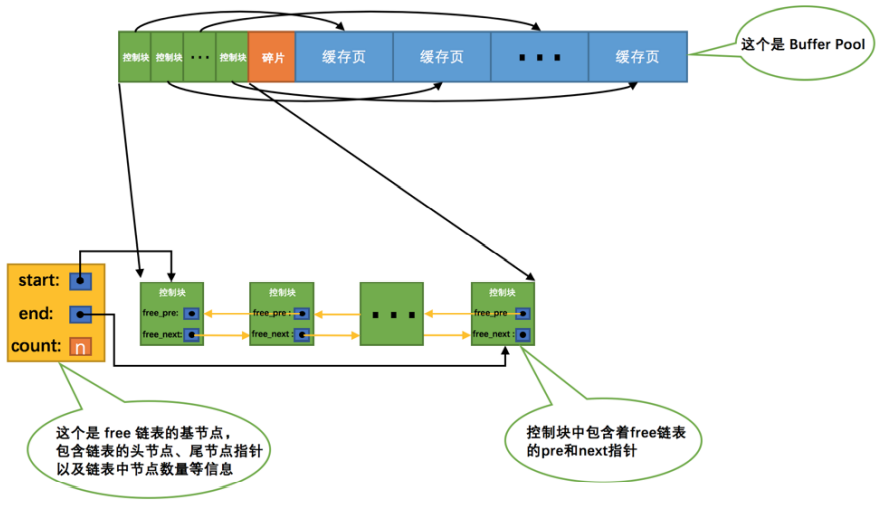 控制块 控制块 ··· 控制块 碎片 缓存页 缓存页 ··· 缓存页
这个是 Buffer Pool
start:
end:
count: n
控制块
free_pre:
free_next:
控制块
free_pre :
free_next :
···
控制块
free_pre
free_next :
这个是 free 链表的基节点，
包含链表的头节点、尾节点指针
以及链表中节点数量等信息
控制块中包含着free链表
的pre和next指针